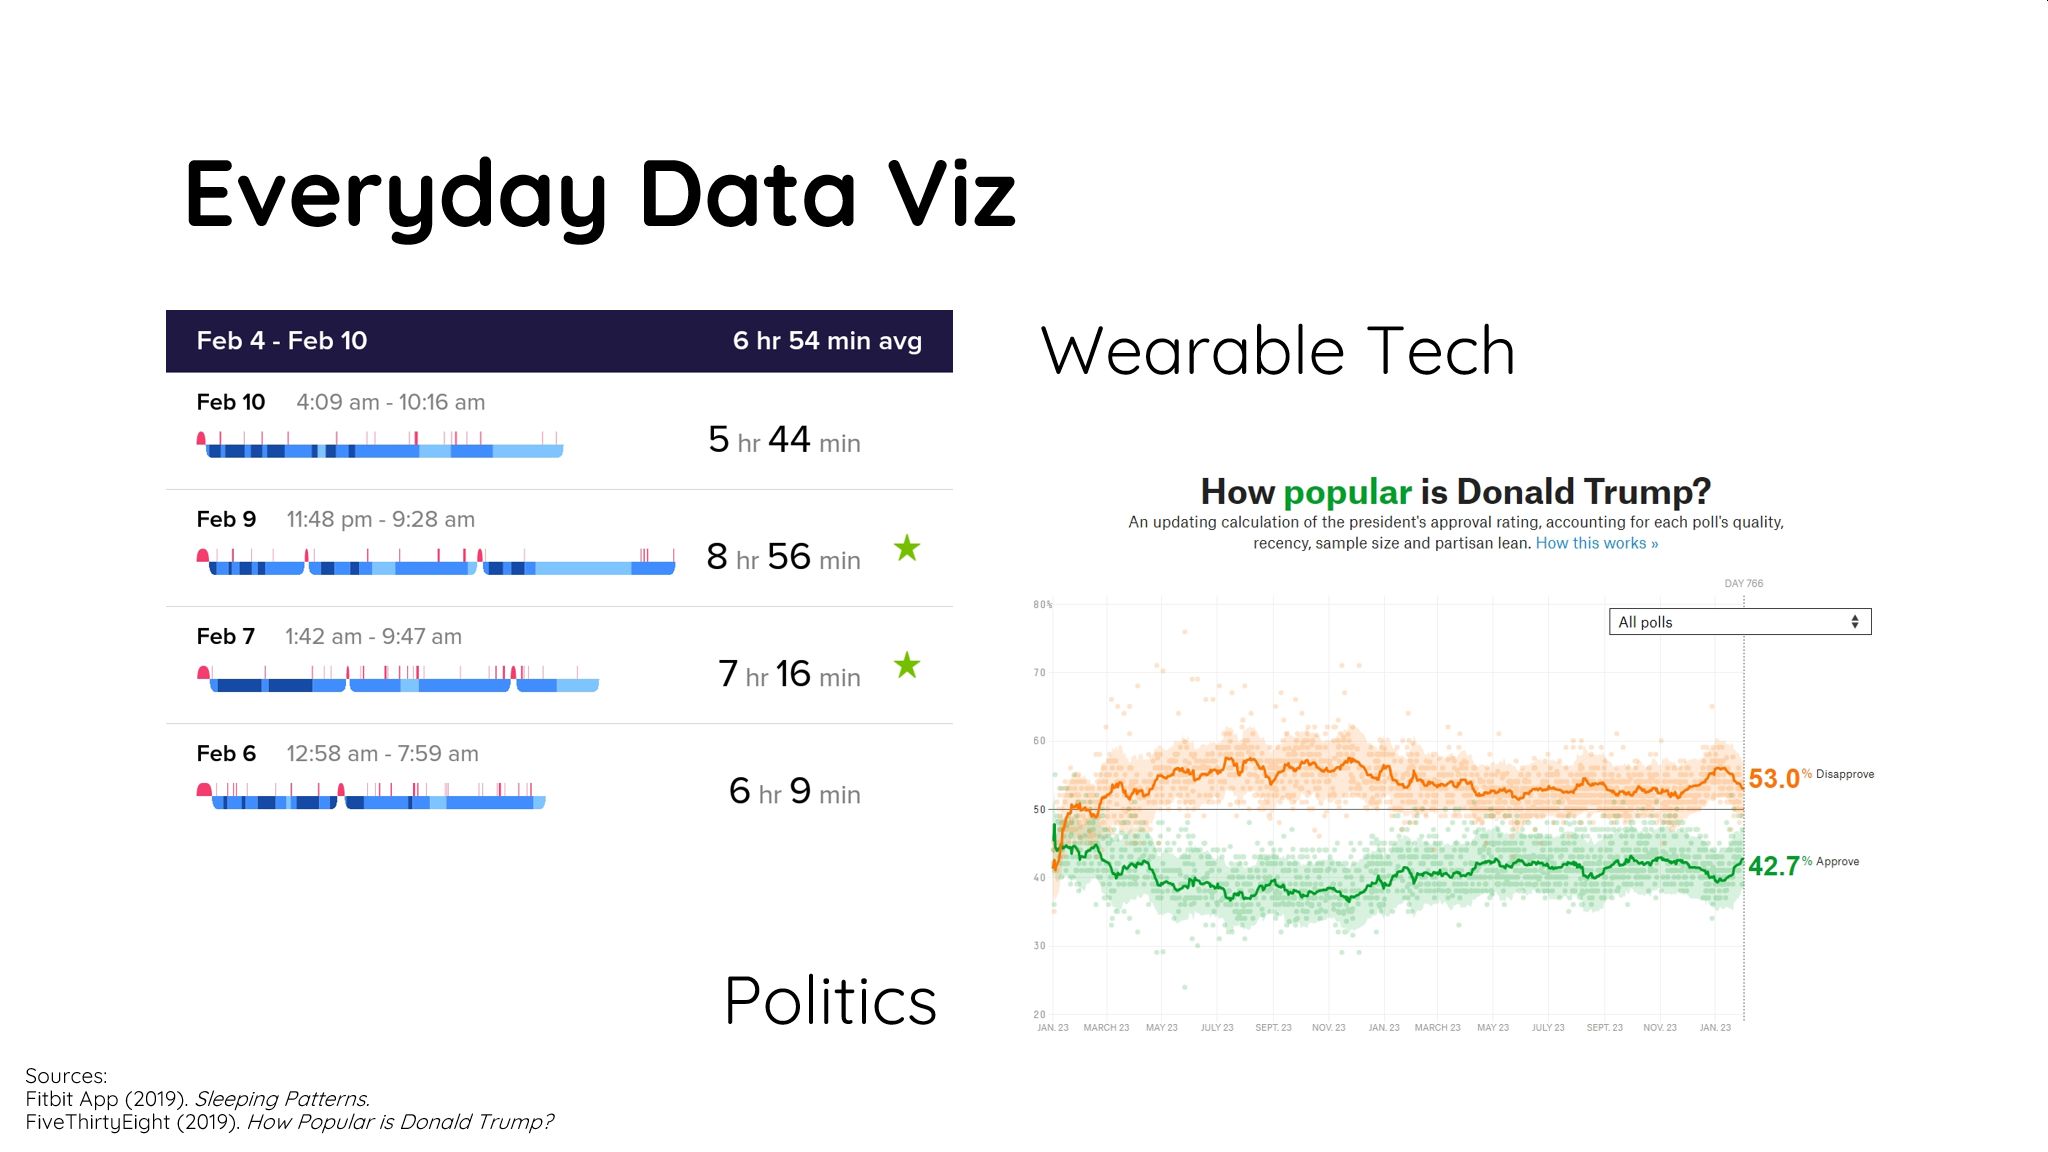 Everyday Data Viz
Feb 4 - Feb 10 6 hr 54 min avg
Feb 10 4:09 am - 10:16 am
5 hr 44 min
Feb 9 11:48 pm - 9:28 am
8 hr 56 min
Feb 7 1:42 am - 9:47 am
7 hr 16 min
Feb 6 12:58 am - 7:59 am
6 hr 9 min
Wearable Tech
How popular is Donald Trump?
An updating calculation of the president's approval rating, accounting for each poll's quality,
recency, sample size and partisan lean. How this works »
DAY 766
All polls
80%
70
60
50
40
30
20
53.0% Disapprove
42.7% Approve
JAN. 23 MARCH 23 MAY 23 JULY 23 SEPT. 23 NOV. 23 JAN. 23 MARCH 23 MAY 23 JULY 23 SEPT. 23 NOV. 23 JAN. 23
Politics
Sources:
Fitbit App (2019). Sleeping Patterns.
FiveThirtyEight (2019). How Popular is Donald Trump?